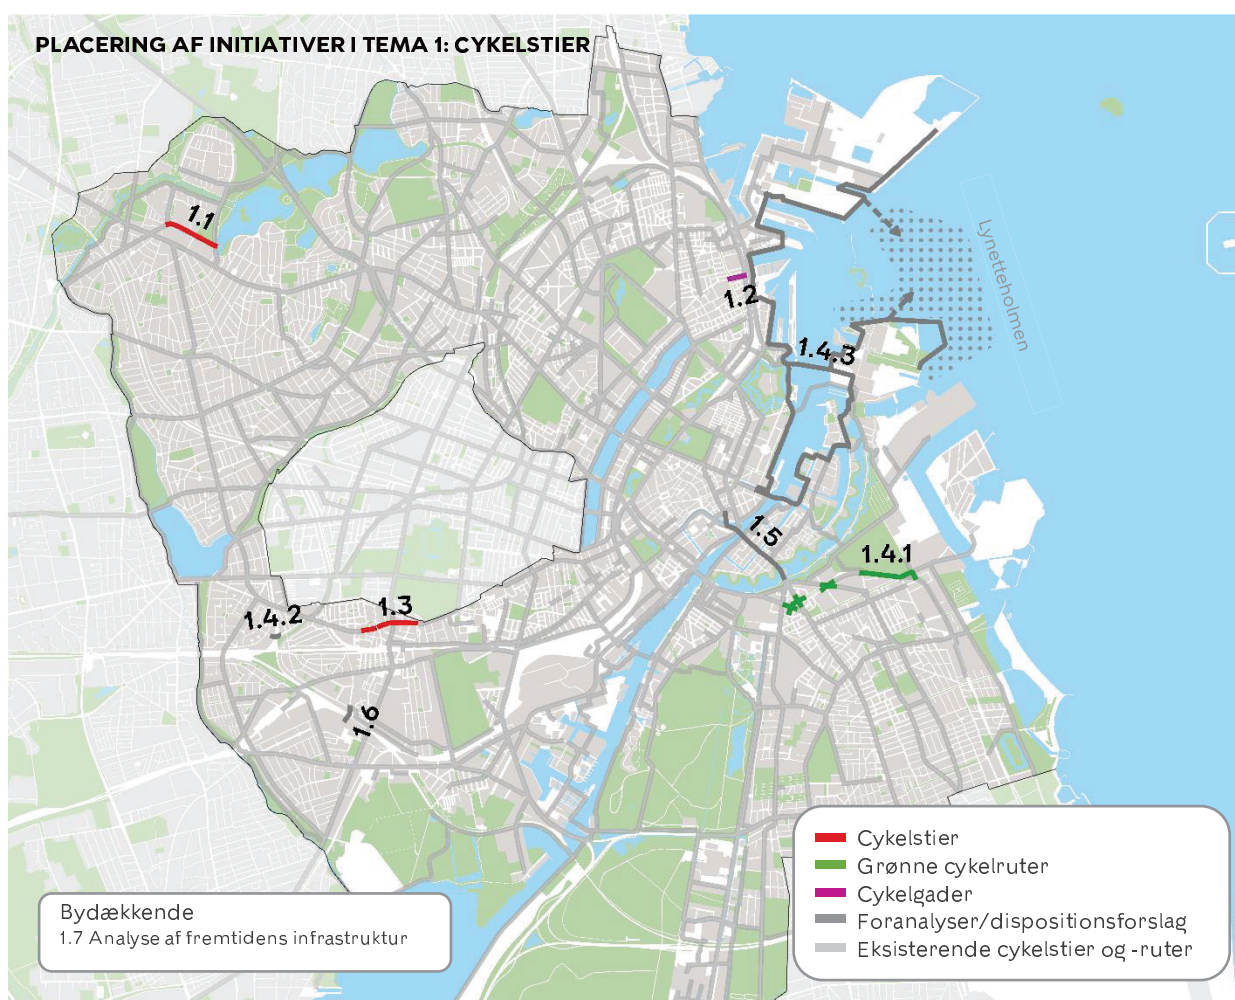 PLACERING AF INITIATIVER I TEMA 1: CYKELSTIER
1.1
1.2
Lynetteholmen
1.4.3
1.5
1.4.1
1.3
1.4.2
1.6
Cykelstier
Grønne cykelruter
Cykelgader
Foranalyser/dispositionsforslag
Eksisterende cykelstier og -ruter
Bydækkende
1.7 Analyse af fremtidens infrastruktur